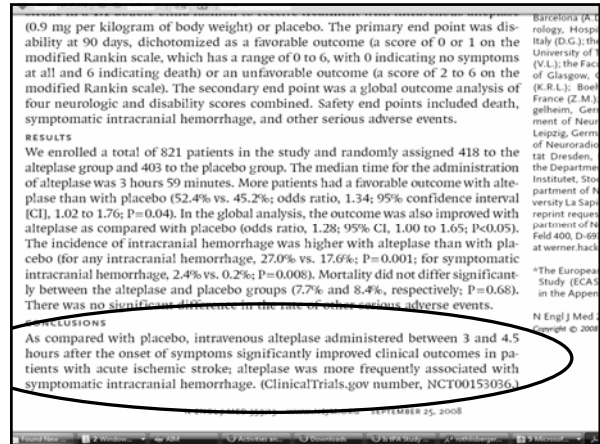 (0.9 mg per kilogram of body weight) or placebo. The primary end point was dis-
ability at 90 days, dichotomized as a favorable outcome (a score of 0 or 1 on the
modified Rankin scale, which has a range of 0 to 6, with 0 indicating no symptoms
at all and 6 indicating death) or an unfavorable outcome (a score of 2 to 6 on the
modified Rankin scale). The secondary end point was a global outcome analysis of
four neurologic and disability scores combined. Safety end points included death,
symptomatic intracranial hemorrhage, and other serious adverse events.
RESULTS
We enrolled a total of 821 patients in the study and randomly assigned 418 to the
alteplase group and 403 to the placebo group. The median time for the administration
of alteplase was 3 hours 59 minutes. More patients had a favorable outcome with alte-
plase than with placebo (52.4% vs. 45.2%; odds ratio, 1.34; 95% confidence interval
[CI], 1.02 to 1.76; P=0.04). In the global analysis, the outcome was also improved with
alteplase as compared with placebo (odds ratio, 1.28; 95% CI, 1.00 to 1.65; P<0.05).
The incidence of intracranial hemorrhage was higher with alteplase than with pla-
cebo (for any intracranial hemorrhage, 27.0% vs. 17.6%; P=0.001; for symptomatic
intracranial hemorrhage, 2.4% vs. 0.2%; P=0.008). Mortality did not differ significant-
ly between the alteplase and placebo groups (7.7% and 8.4%, respectively; P=0.68).
There was no significant difference in the rate of other serious adverse events.
CONCLUSIONS
As compared with placebo, intravenous alteplase administered between 3 and 4.5
hours after the onset of symptoms significantly improved clinical outcomes in pa-
tients with acute ischemic stroke; alteplase was more frequently associated with
symptomatic intracranial hemorrhage. (ClinicalTrials.gov number, NCT00153036.)
SEPTEMBER 25, 2008
Barcelona (A.D
rology, Hospi
Italy (D.G.); the
University of T
(V.L.); the Facu
of Glasgow, G
(K.R.L.); Boeh
France (Z.M.)
gelheim, Gern
ment of Neur
Leipzig, Germ
of Neuroradio
tät Dresden,
the Departme
Institutet, Stoc
partment of N
versity La Sapi
reprint reques
partment of N
Feld 400, D-69
at werner.hack
*The Europea
Study (ECAS
in the Appen
N Engl J Med 2
Copyright © 2008